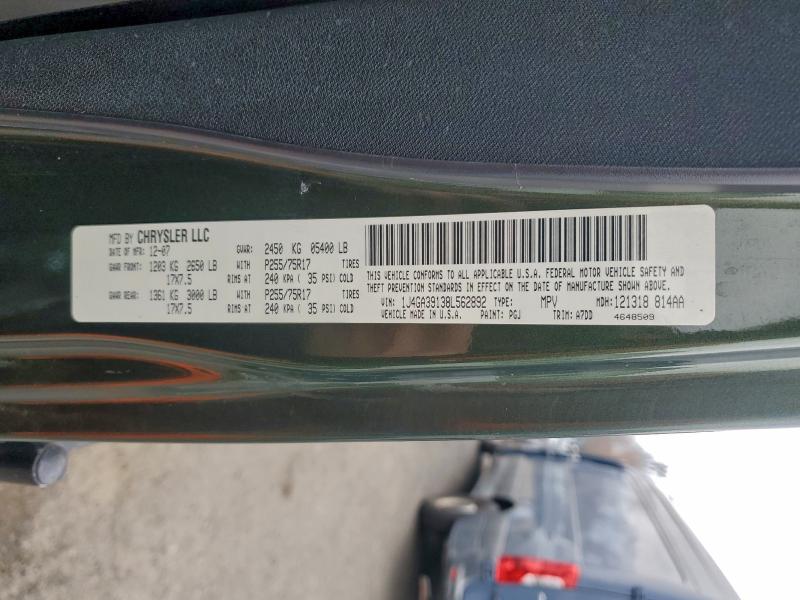 MFD BY CHRYSLER LLC
DATE OF MFR: 12-07 GVWR: 2450 KG 05400 LB
GAWR FRONT: 1203 KG 2650 LB WITH P255/75R17 TIRES
17X7.5 RIMS AT 240 KPA ( 35 PSI) COLD
GAWR REAR: 1361 KG 3000 LB WITH P255/75R17 TIRES
17X7.5 RIMS AT 240 KPA ( 35 PSI) COLD
THIS VEHICLE CONFORMS TO ALL APPLICABLE U.S.A. FEDERAL MOTOR VEHICLE SAFETY AND
THEFT PREVENTION STANDARDS IN EFFECT ON THE DATE OF MANUFACTURE SHOWN ABOVE.
VIN: 1J4GA39138L562892 TYPE: MPV MDH: 121318 814AA
VEHICLE MADE IN U.S.A. PAINT: PGJ TRIM: A7DD 4648509